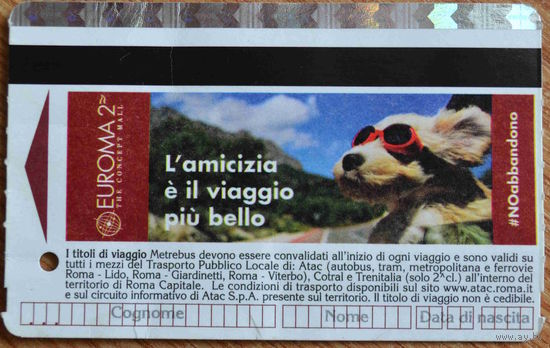 EUROMA2
THE CONCEPT MALL
L'amicizia
è il viaggio
più bello
#NOabbandono
I titoli di viaggio Metrebus devono essere convalidati all'inizio di ogni viaggio e sono validi su
tutti i mezzi del Trasporto Pubblico Locale di: Atac (autobus, tram, metropolitana e ferrovie
Roma - Lido, Roma - Giardinetti, Roma - Viterbo), Cotral e Trenitalia (solo 2ªcl.) all'interno del
territorio di Roma Capitale. Le condizioni di trasporto disponibili sul sito www.atac.roma.it
e sul circuito informativo di Atac S.p.A. presente sul territorio. Il titolo di viaggio non è cedibile.
Cognome Nome Data di nascita